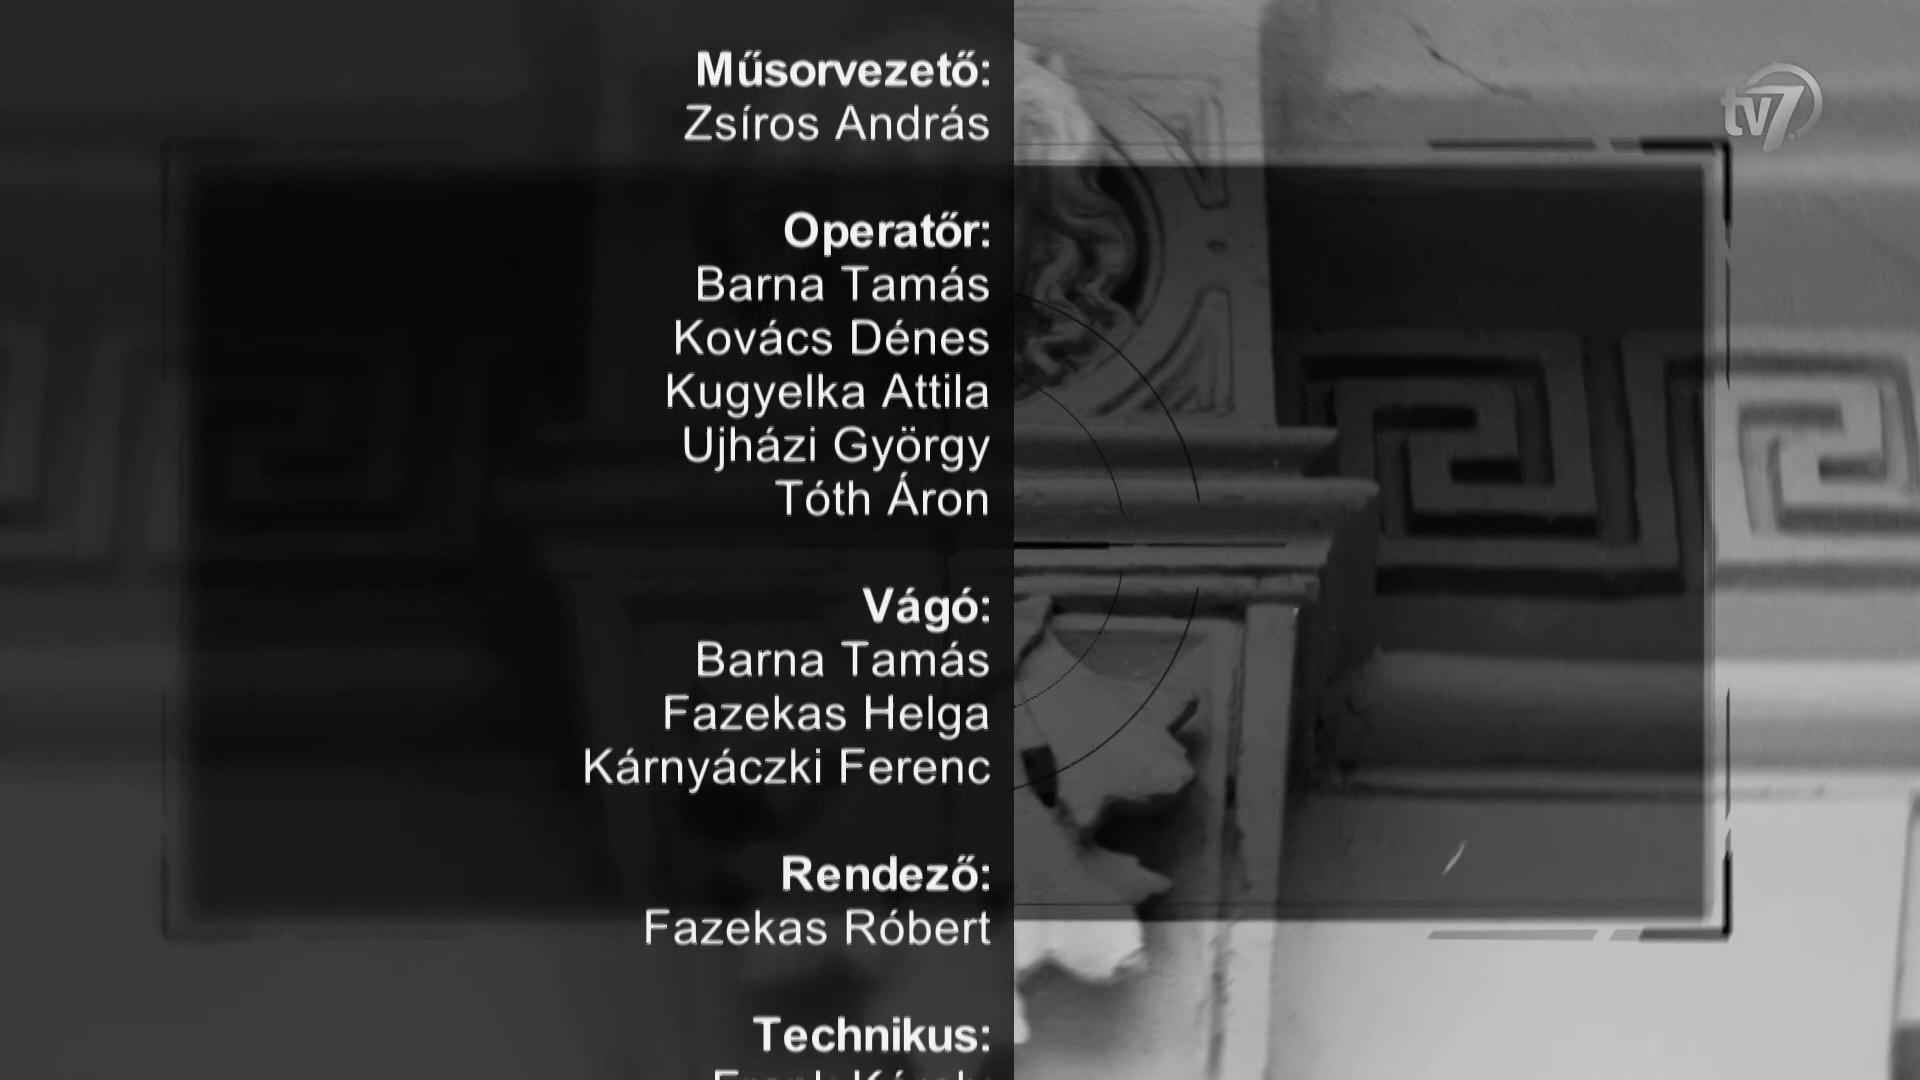 Műsorvezető:
Zsíros András
Operatőr:
Barna Tamás
Kovács Dénes
Kugyelka Attila
Ujházi György
Tóth Áron
Vágó:
Barna Tamás
Fazekas Helga
Kárnyáczki Ferenc
Rendező:
Fazekas Róbert
Technikus:
tv7